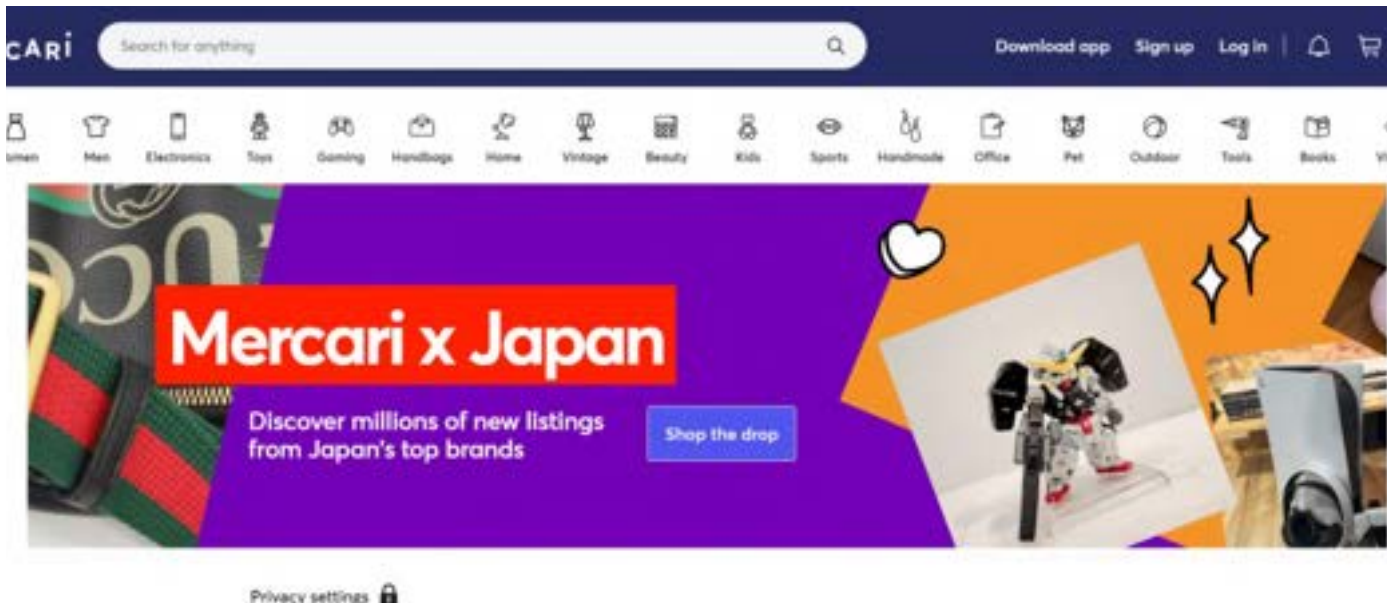 CARI
Search for anything
Download app Sign up Log in
Men Electronics Toys Gaming Handbags Home Vintage Beauty Kids Sports Handmade Office Pet Outdoor Tools Books
Mercari x Japan
Discover millions of new listings
from Japan's top brands
Shop the drop
Privacy settings